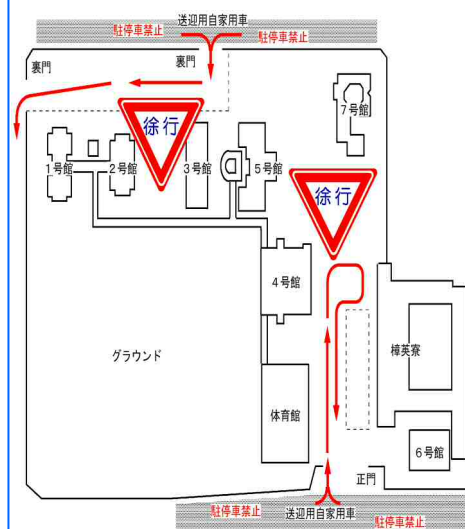 送迎用自家用車
駐停車禁止
駐停車禁止
裏門
裏門
7号館
徐行
1号館
2号館
3号館
5号館
徐行
4号館
グラウンド
樟英寮
体育館
6号館
正門
駐停車禁止
送迎用自家用車
駐停車禁止